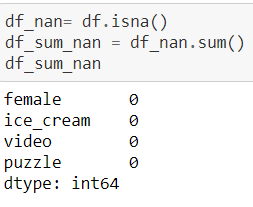 df_nan= df.isna()
df_sum_nan = df_nan.sum()
df_sum_nan
female 0
ice_cream 0
video 0
puzzle 0
dtype: int64